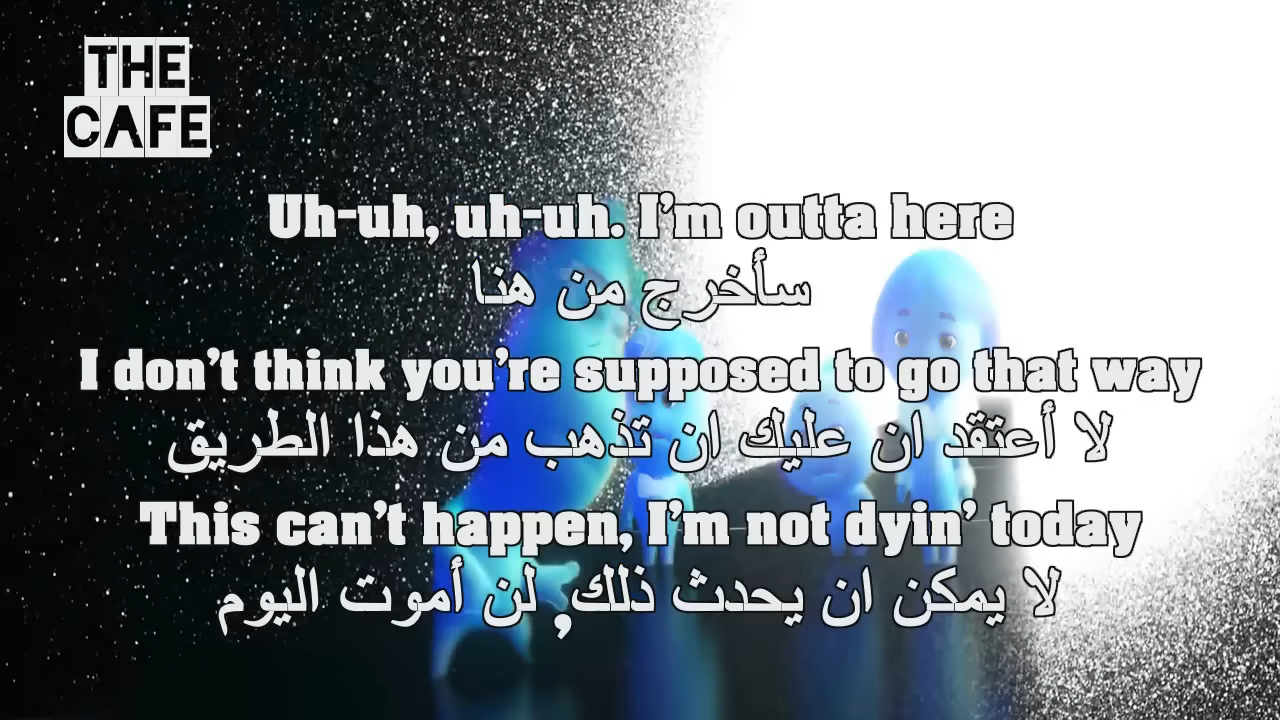 THE
CAFE
Uh-uh, uh-uh. I'm outta here
سأخرج من هنا
I don't think you're supposed to go that way
لا أعتقد ان عليك ان تذهب من هذا الطريق
This can't happen, I'm not dyin' today
لا يمكن ان يحدث ذلك, لن أموت اليوم